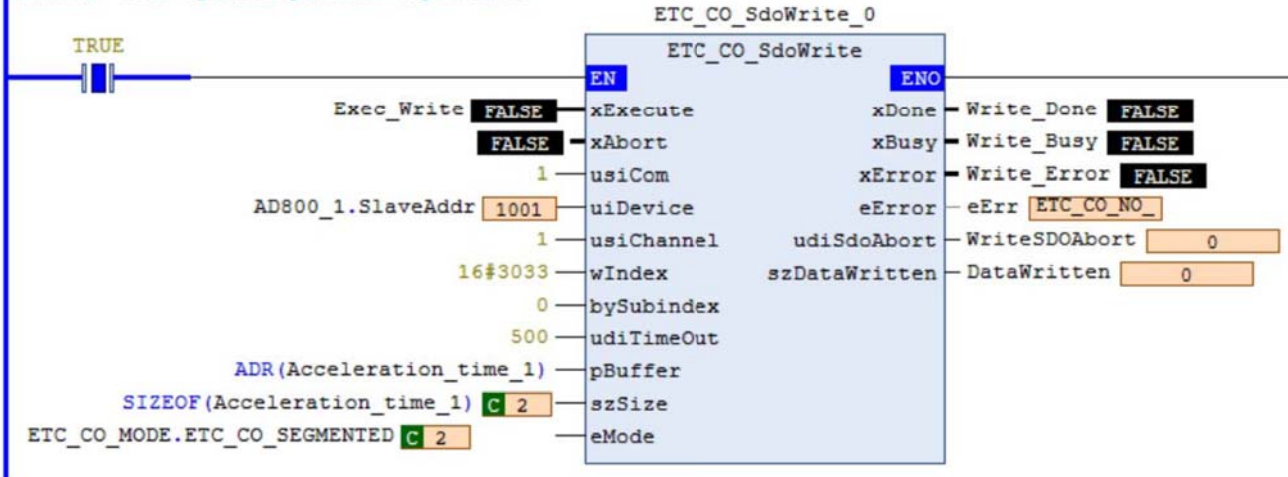 ETC_CO_SdoWrite_0
TRUE
ETC_CO_SdoWrite
EN ENO
Exec_Write FALSE xExecute xDone Write_Done FALSE
FALSE xAbort xBusy Write_Busy FALSE
1 usiCom xError Write_Error FALSE
AD800_1.SlaveAddr 1001 uiDevice eError eErr ETC_CO_NO_
1 usiChannel udiSdoAbort WriteSDOAbort 0
16#3033 wIndex szDataWritten DataWritten 0
0 bySubindex
500 udiTimeOut
ADR(Acceleration_time_1) pBuffer
SIZEOF(Acceleration_time_1) C 2 szSize
ETC_CO_MODE.ETC_CO_SEGMENTED C 2 eMode